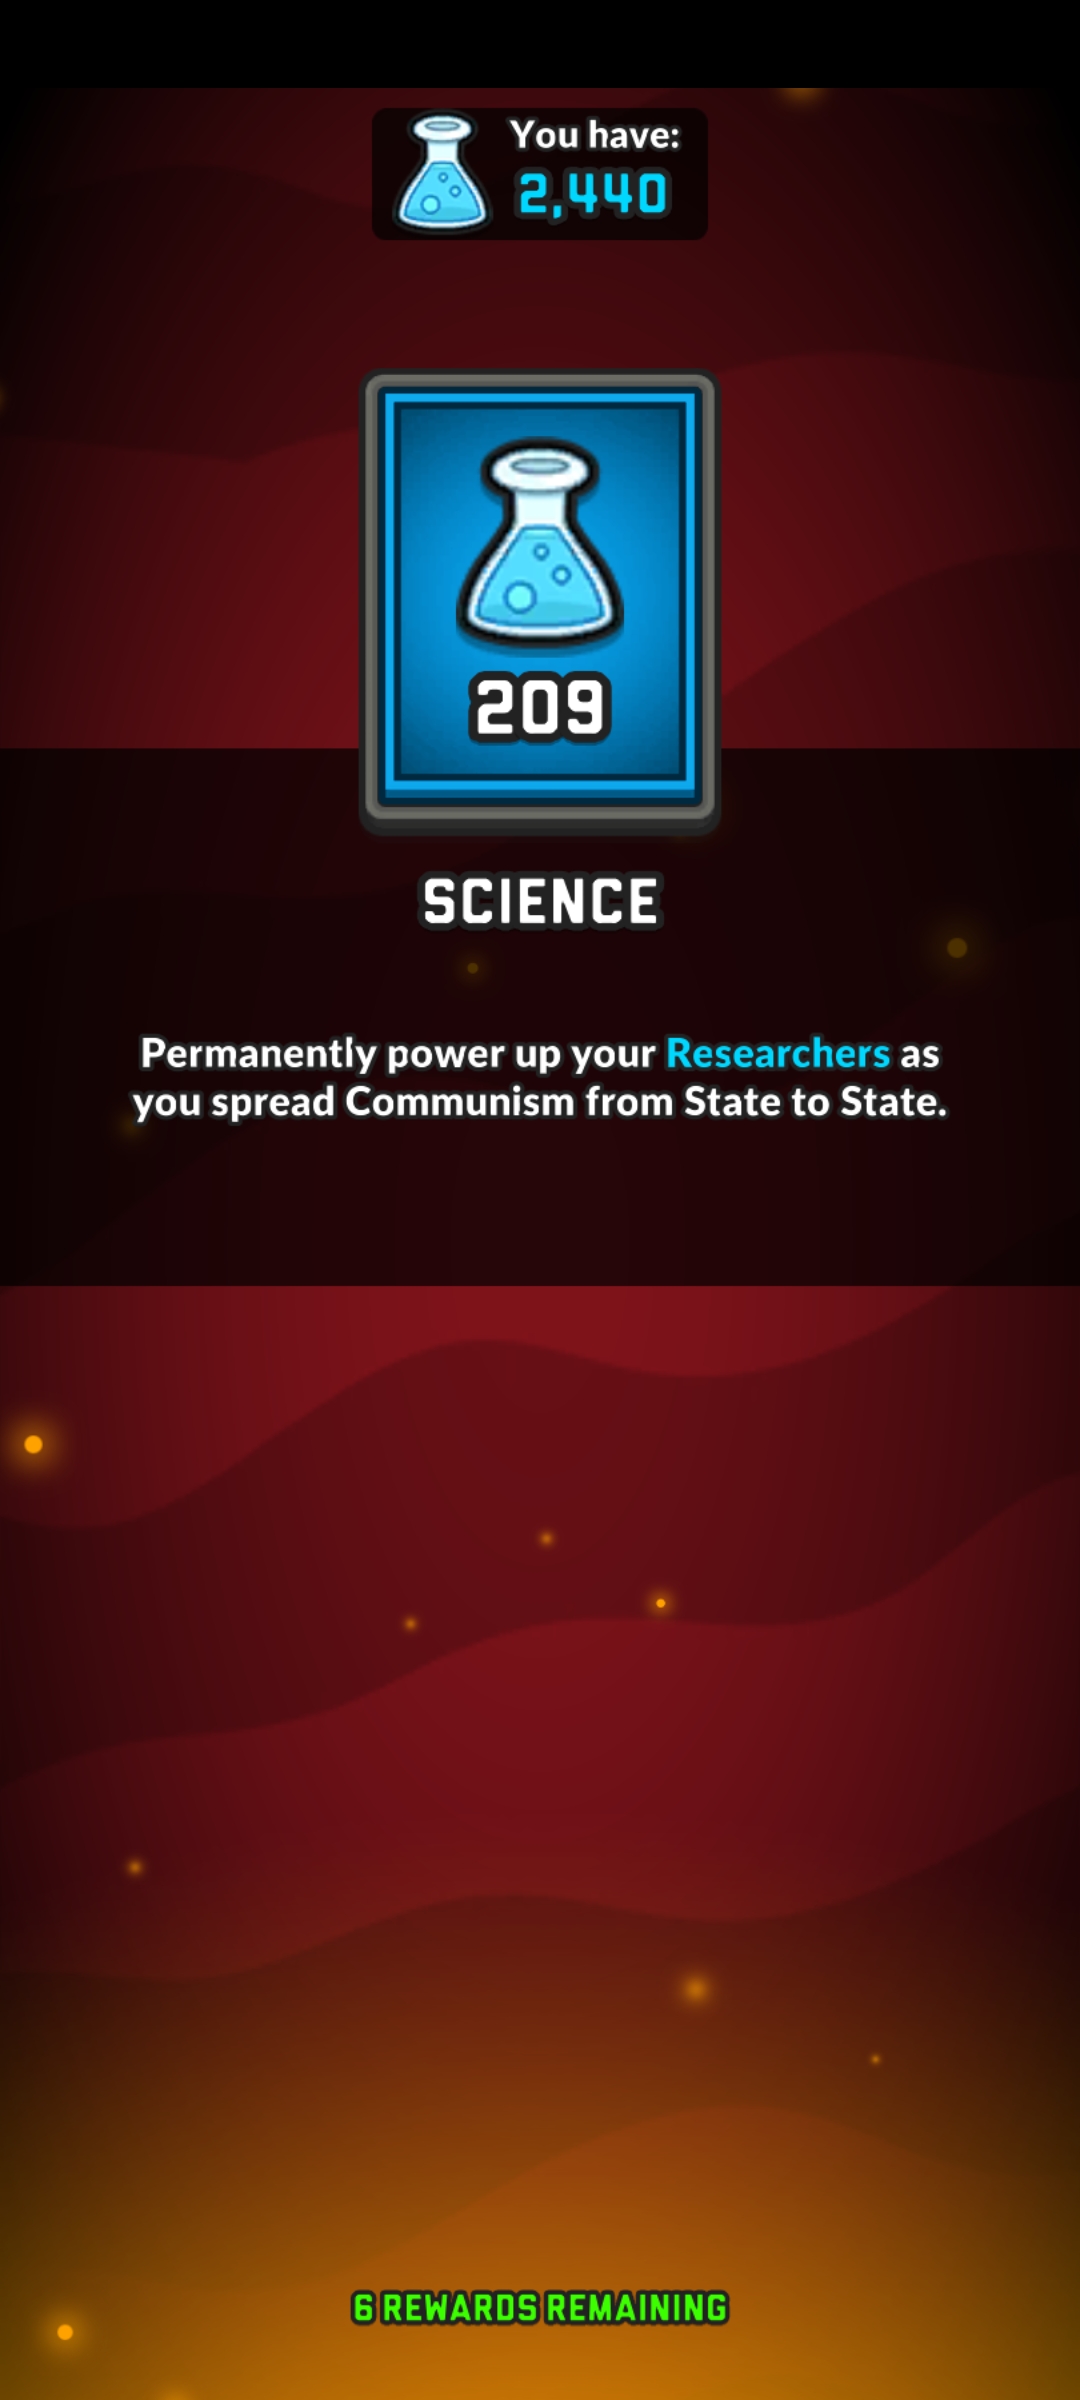 You have:
2,440
209
SCIENCE
Permanently power up your Researchers as
you spread Communism from State to State.
6 REWARDS REMAINING